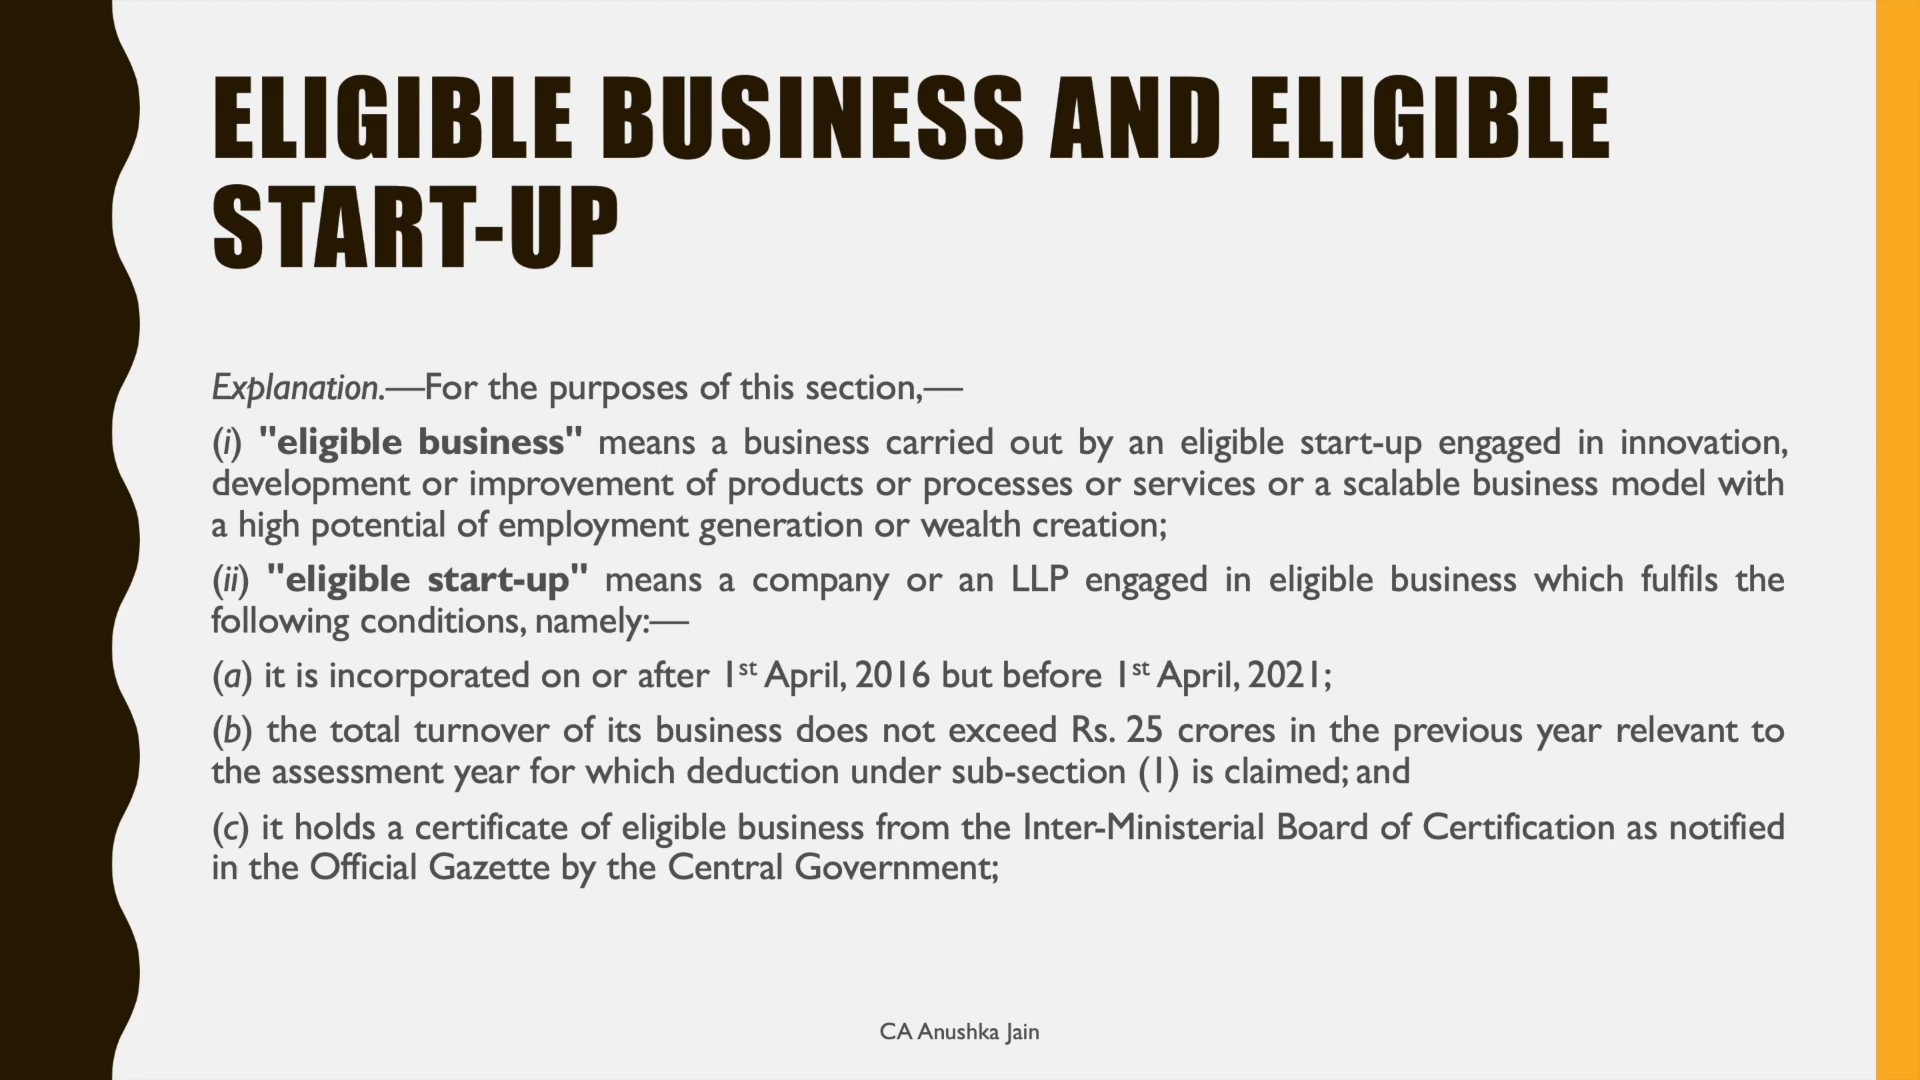 ELIGIBLE BUSINESS AND ELIGIBLE
START-UP
Explanation.—For the purposes of this section,—
(i) "eligible business" means a business carried out by an eligible start-up engaged in innovation,
development or improvement of products or processes or services or a scalable business model with
a high potential of employment generation or wealth creation;
(ii) "eligible start-up" means a company or an LLP engaged in eligible business which fulfils the
following conditions, namely:—
(a) it is incorporated on or after 1st April, 2016 but before 1st April, 2021;
(b) the total turnover of its business does not exceed Rs. 25 crores in the previous year relevant to
the assessment year for which deduction under sub-section (1) is claimed; and
(c) it holds a certificate of eligible business from the Inter-Ministerial Board of Certification as notified
in the Official Gazette by the Central Government;
CA Anushka Jain